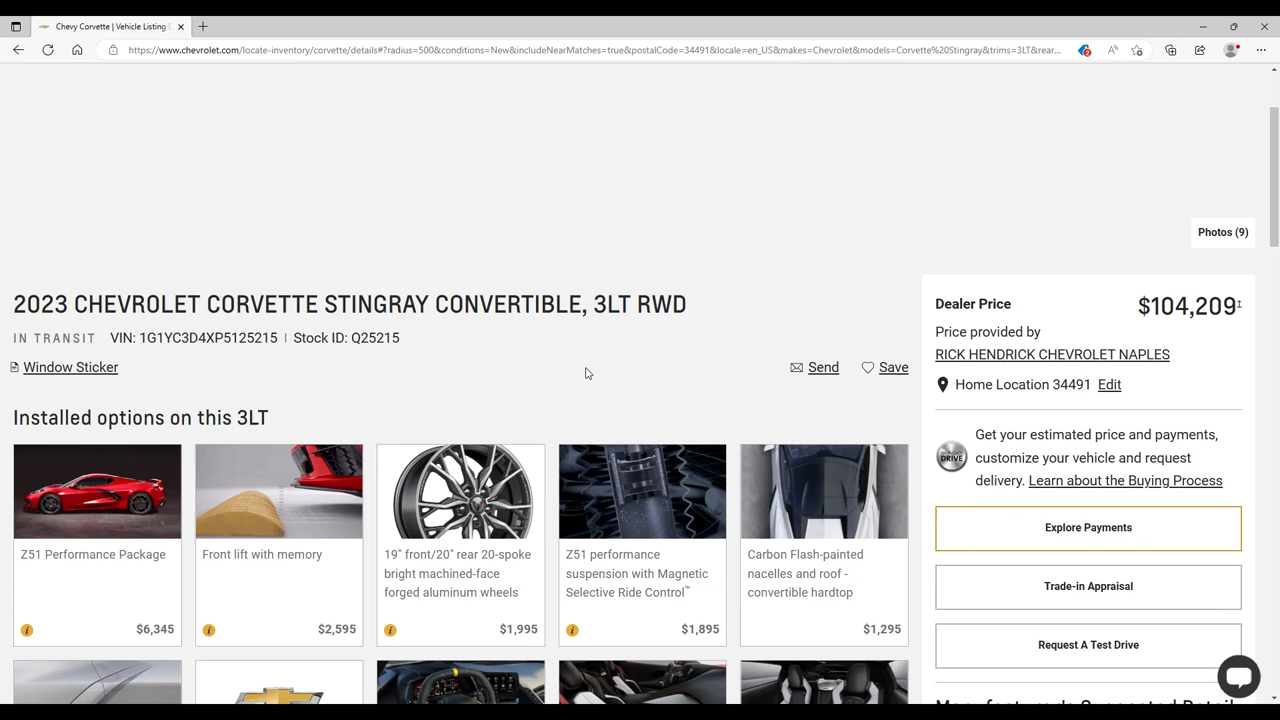 Chevy Corvette | Vehicle Listing
https://www.chevrolet.com/locate-inventory/corvette/details#?radius=500&conditions=New&includeNearMatches=true&postalCode=34491&locale=en_US&makes=Chevrolet&models=Corvette%20Stingray&trims=3LT&rear...
Photos (9)
2023 CHEVROLET CORVETTE STINGRAY CONVERTIBLE, 3LT RWD
IN TRANSIT VIN: 1G1YC3D4XP5125215 | Stock ID: Q25215
Window Sticker
Send
Save
Installed options on this 3LT
Z51 Performance Package
$6,345
Front lift with memory
$2,595
19" front/20" rear 20-spoke
bright machined-face
forged aluminum wheels
$1,995
Z51 performance
suspension with Magnetic
Selective Ride Control™
$1,895
Carbon Flash-painted
nacelles and roof -
convertible hardtop
$1,295
Dealer Price $104,209‡
Price provided by
RICK HENDRICK CHEVROLET NAPLES
Home Location 34491 Edit
DRIVE
Get your estimated price and payments,
customize your vehicle and request
delivery. Learn about the Buying Process
Explore Payments
Trade-in Appraisal
Request A Test Drive